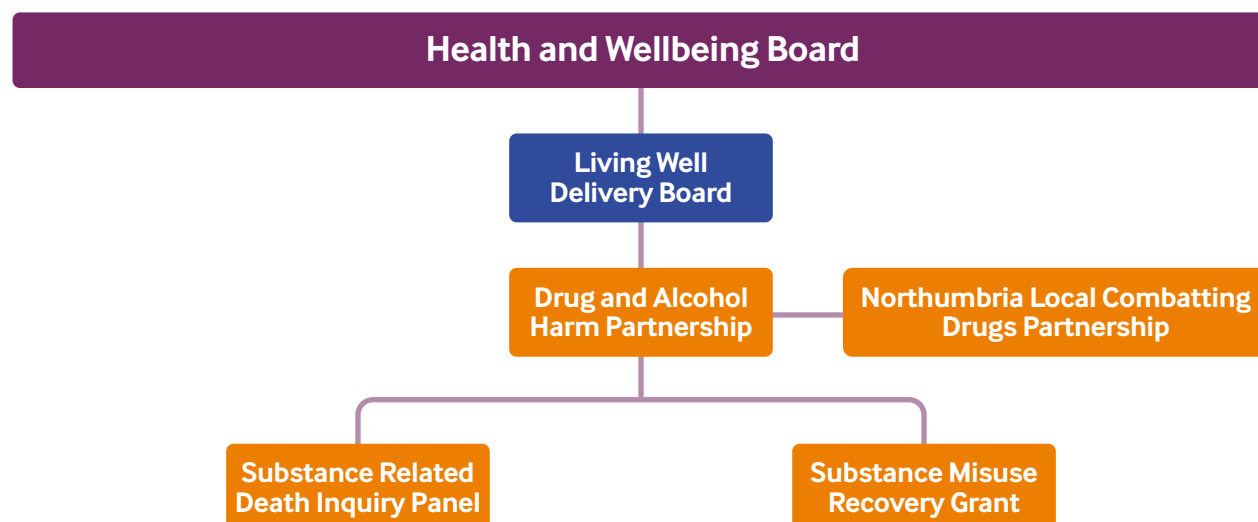 Health and Wellbeing Board
Living Well
Delivery Board
Drug and Alcohol
Harm Partnership
Northumbria Local Combatting
Drugs Partnership
Substance Related
Death Inquiry Panel
Substance Misuse
Recovery Grant